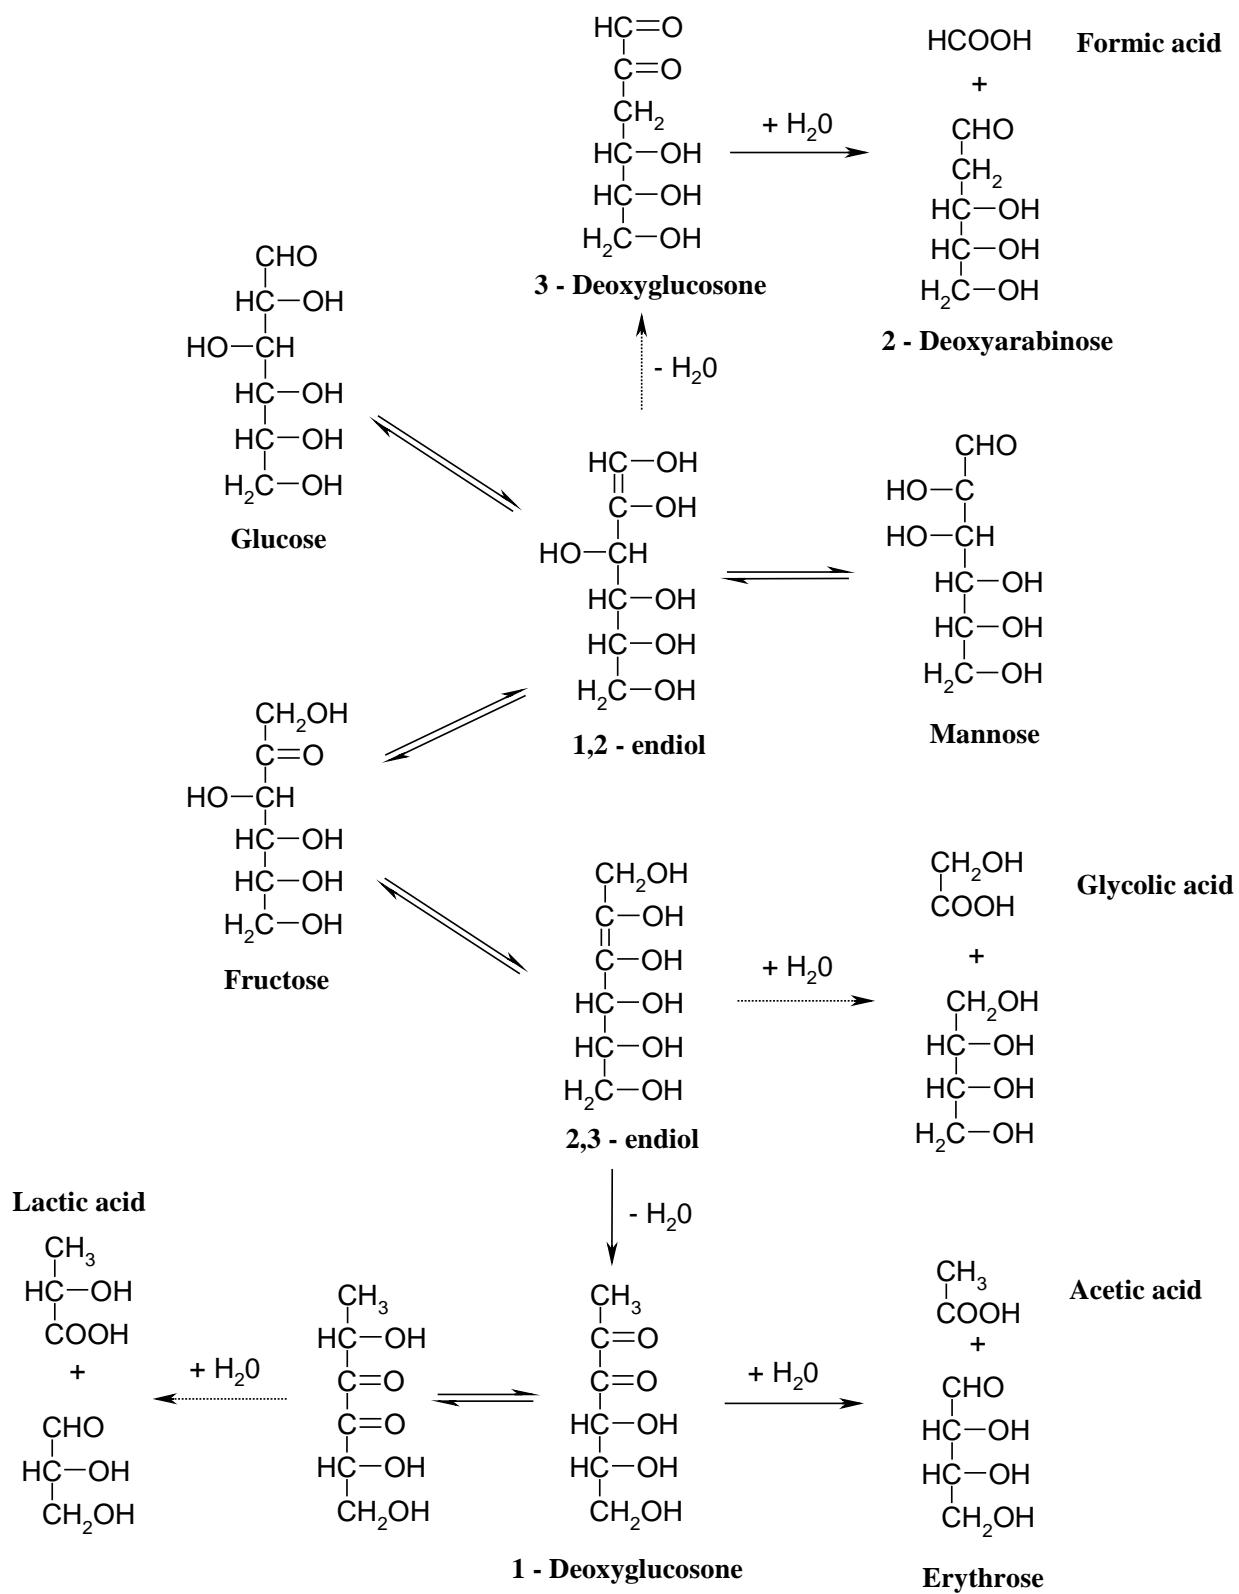 HC=O
C=O
CH2
HC—OH
HC—OH
H2C—OH
3 - Deoxyglucosone
+ H20
HCOOH
Formic acid
+
CHO
CH2
HC—OH
HC—OH
H2C—OH
2 - Deoxyarabinose
- H20
CHO
HC—OH
HO—CH
HC—OH
HC—OH
H2C—OH
Glucose
HC—OH
C—OH
HO—CH
HC—OH
HC—OH
H2C—OH
1,2 - endiol
CHO
HO—C
HO—CH
HC—OH
HC—OH
H2C—OH
Mannose
CH2OH
C=O
HO—CH
HC—OH
HC—OH
H2C—OH
Fructose
CH2OH
C—OH
C—OH
HC—OH
HC—OH
H2C—OH
2,3 - endiol
+ H20
CH2OH
COOH
Glycolic acid
+
CH2OH
HC—OH
HC—OH
H2C—OH
- H20
Lactic acid
CH3
HC—OH
COOH
+
CHO
HC—OH
CH2OH
+ H20
CH3
HC—OH
C=O
C=O
HC—OH
CH2OH
CH3
C=O
C=O
HC—OH
HC—OH
CH2OH
1 - Deoxyglucosone
+ H20
CH3
COOH
Acetic acid
+
CHO
HC—OH
HC—OH
CH2OH
Erythrose